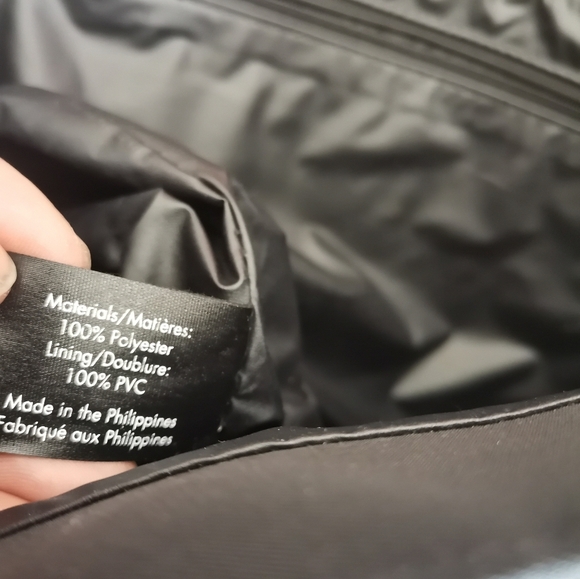 Materials/Matières:
100% Polyester
Lining/Doublure:
100% PVC
Made in the Philippines
Fabriqué aux Philippines